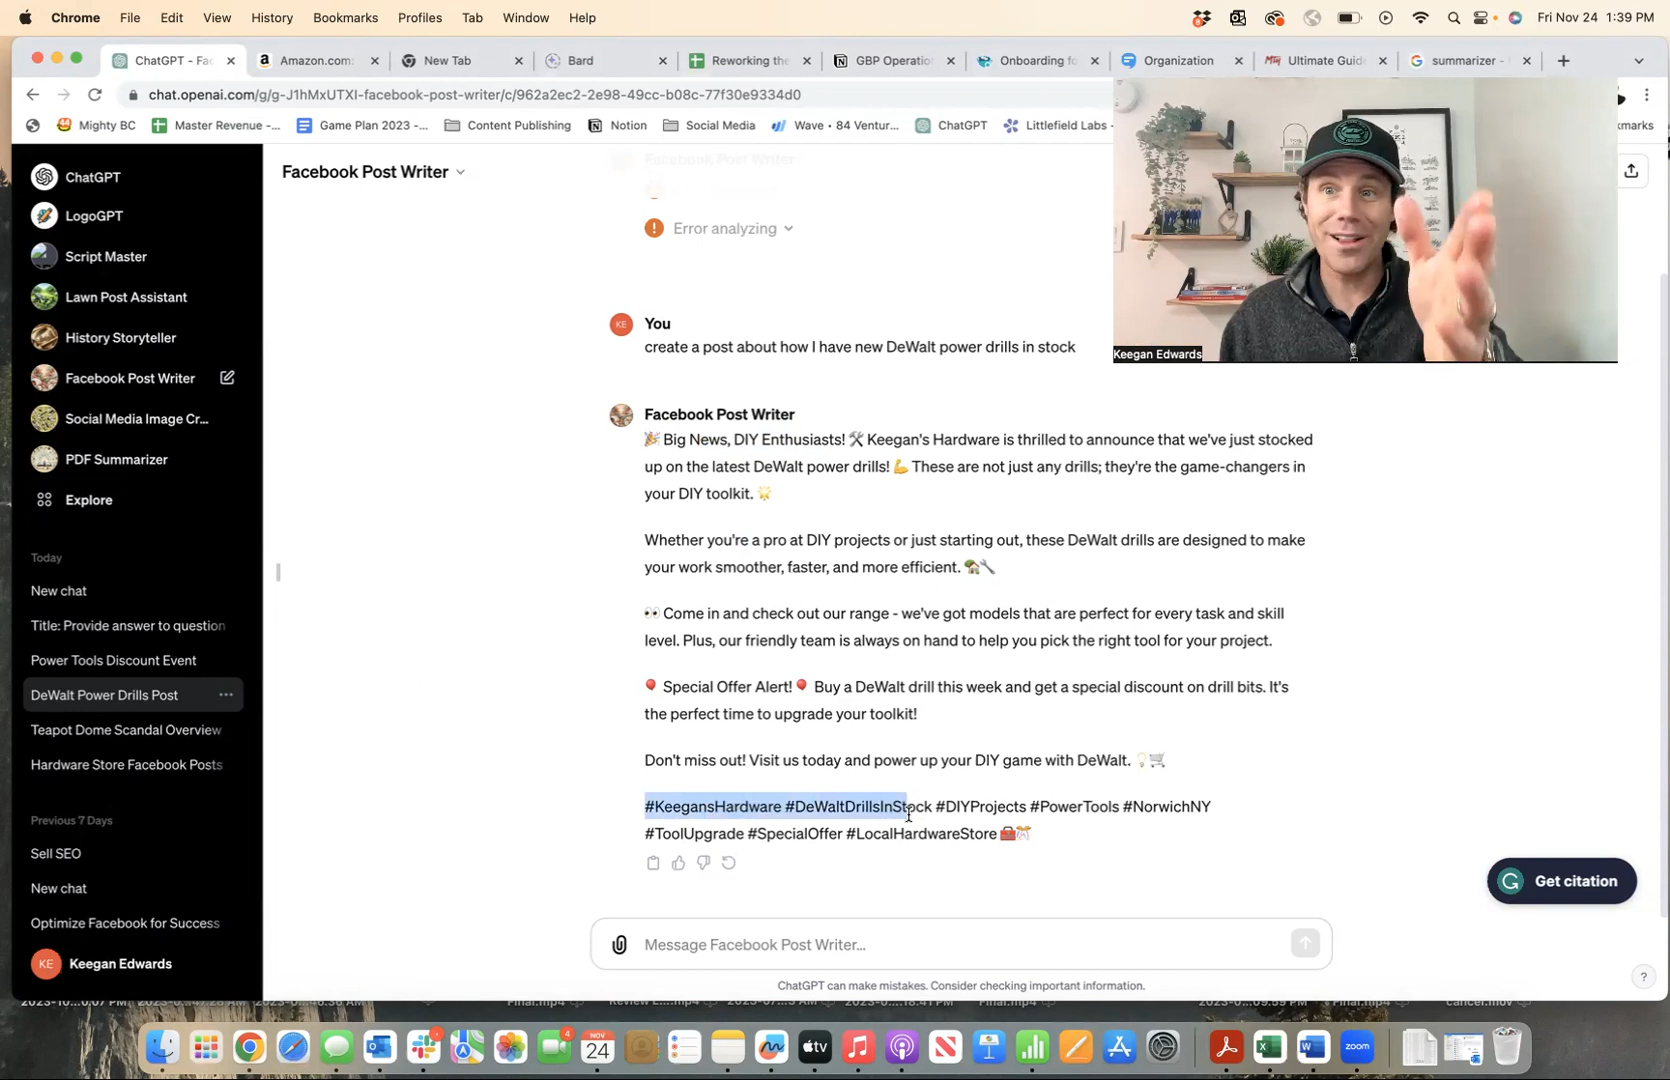 Chrome File Edit View History Bookmarks Profiles Tab Window Help
Fri Nov 24 1:39 PM
ChatGPT - Fac
Amazon.com:
New Tab
Bard
Reworking the
GBP Operatio
Onboarding fo
Organization
Ultimate Guid
summarizer -
chat.openai.com/g/g-J1hMxUTXI-facebook-post-writer/c/962a2ec2-2e98-49cc-b08c-77f30e9334d0
Mighty BC
Master Revenue -...
Game Plan 2023 -...
Content Publishing
Notion
Social Media
Wave • 84 Ventur...
ChatGPT
Littlefield Labs -
ChatGPT
LogoGPT
Script Master
Lawn Post Assistant
History Storyteller
Facebook Post Writer
Social Media Image Cr...
PDF Summarizer
Explore
Today
New chat
Title: Provide answer to question
Power Tools Discount Event
DeWalt Power Drills Post
Teapot Dome Scandal Overview
Hardware Store Facebook Posts
Previous 7 Days
Sell SEO
New chat
Optimize Facebook for Success
KE Keegan Edwards
Facebook Post Writer
Facebook Post Writer
Error analyzing
KE You
create a post about how I have new DeWalt power drills in stock
Facebook Post Writer
🎉 Big News, DIY Enthusiasts! 🛠️ Keegan's Hardware is thrilled to announce that we've just stocked
up on the latest DeWalt power drills! 💪 These are not just any drills; they're the game-changers in
your DIY toolkit. 🌟
Whether you're a pro at DIY projects or just starting out, these DeWalt drills are designed to make
your work smoother, faster, and more efficient. 🏡🔧
👀 Come in and check out our range - we've got models that are perfect for every task and skill
level. Plus, our friendly team is always on hand to help you pick the right tool for your project.
🎈 Special Offer Alert! 🎈 Buy a DeWalt drill this week and get a special discount on drill bits. It's
the perfect time to upgrade your toolkit!
Don't miss out! Visit us today and power up your DIY game with DeWalt. 💡🛒
#KeegansHardware #DeWaltDrillsInStock #DIYProjects #PowerTools #NorwichNY
#ToolUpgrade #SpecialOffer #LocalHardwareStore 🧰🎊
Message Facebook Post Writer...
ChatGPT can make mistakes. Consider checking important information.
Get citation
?
Keegan Edwards
NOV
24
tv
zoom